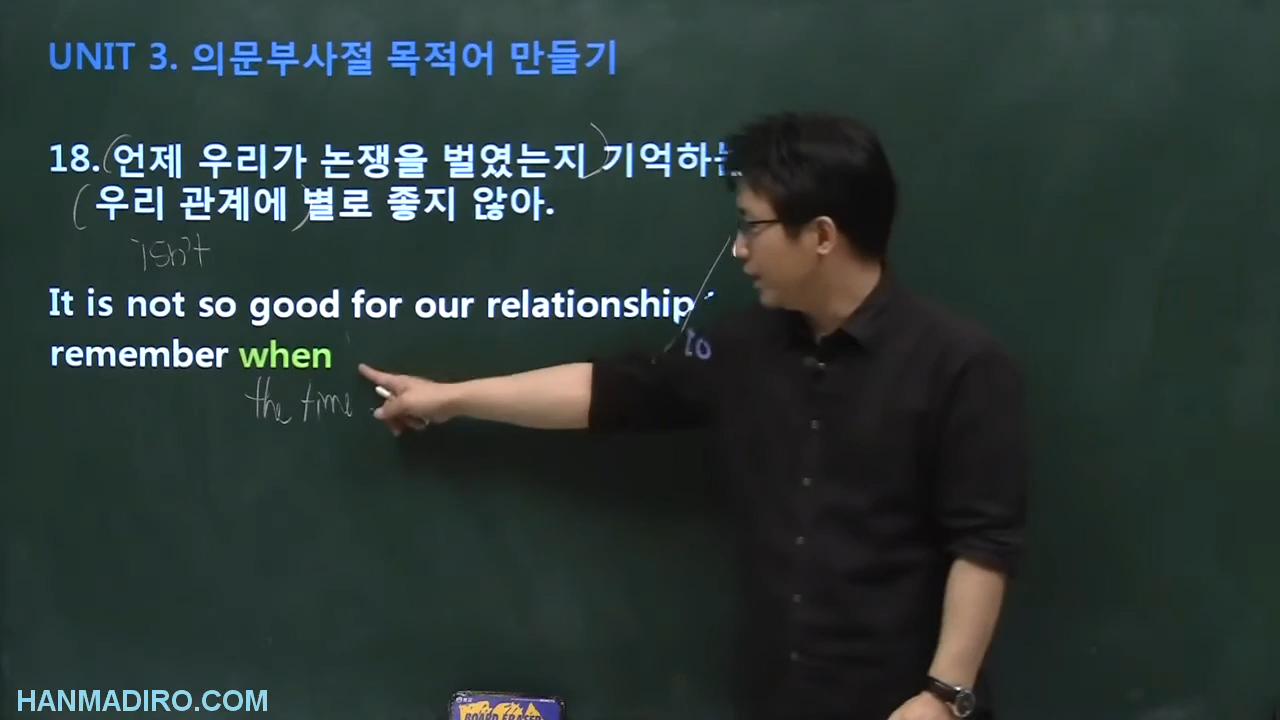 UNIT 3. 의문부사절 목적어 만들기
18. (언제 우리가 논쟁을 벌였는지) 기억하는
(우리 관계에) 별로 좋지 않아.
isn't
It is not so good for our relationship
to
remember when
the time
BOARD ERASER
HANMADIRO.COM